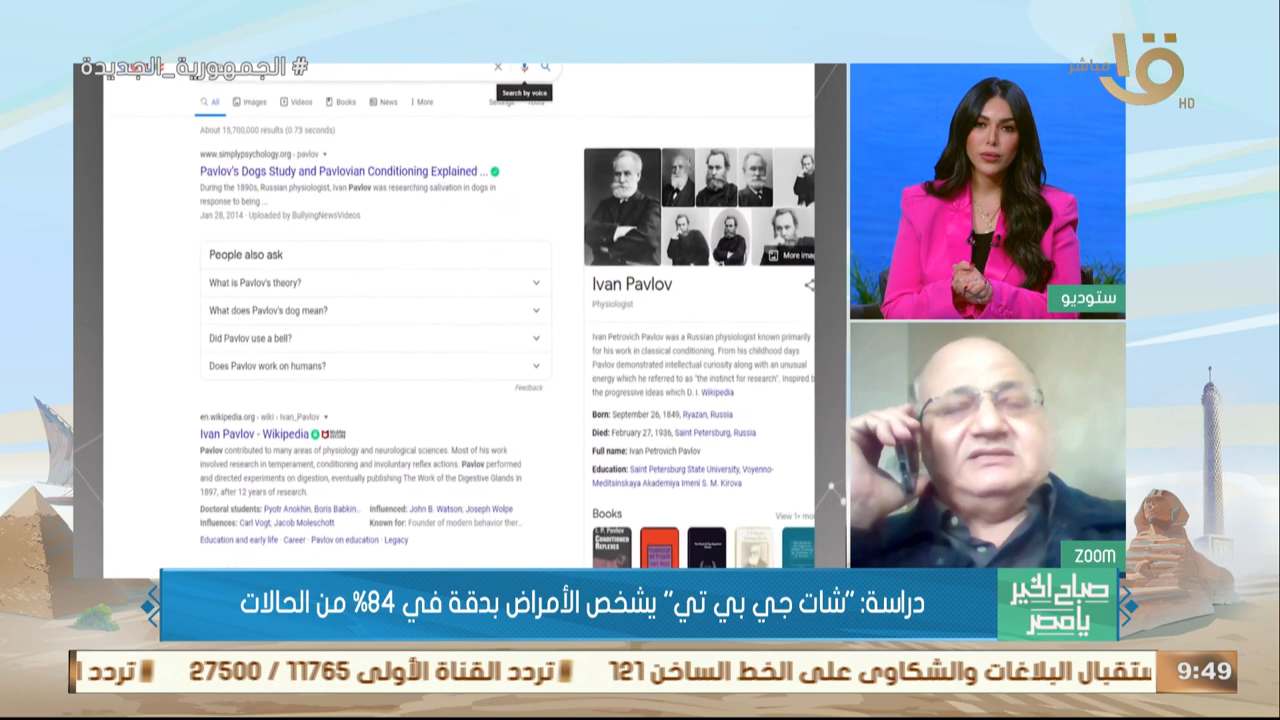 #الجمهورية_الجديدة
مباشر
HD
Search by voice
All
Images
Videos
Books
News
More
About 15,700,000 results (0.73 seconds)
www.simplypsychology.org › pavlov
Pavlov's Dogs Study and Pavlovian Conditioning Explained ...
During the 1890s, Russian physiologist, Ivan Pavlov was researching salivation in dogs in
response to being ...
Jan 28, 2014 · Uploaded by BullyingNewsVideos
People also ask
What is Pavlov's theory?
What does Pavlov's dog mean?
Did Pavlov use a bell?
Does Pavlov work on humans?
Feedback
en.wikipedia.org › wiki › Ivan_Pavlov
Ivan Pavlov - Wikipedia
Pavlov contributed to many areas of physiology and neurological sciences. Most of his work
involved research in temperament, conditioning and involuntary reflex actions. Pavlov performed
and directed experiments on digestion, eventually publishing The Work of the Digestive Glands in
1897, after 12 years of research.
Doctoral students: Pyotr Anokhin, Boris Babkin... Influenced: John B. Watson, Joseph Wolpe
Influences: Carl Vogt, Jacob Moleschott Known for: Founder of modern behavior ther...
Education and early life · Career · Pavlov on education · Legacy
More ima
Ivan Pavlov
Physiologist
Ivan Petrovich Pavlov was a Russian physiologist known primarily
for his work in classical conditioning. From his childhood days
Pavlov demonstrated intellectual curiosity along with an unusual
energy which he referred to as "the instinct for research". Inspired b
the progressive ideas which D. I. Wikipedia
Born: September 26, 1849, Ryazan, Russia
Died: February 27, 1936, Saint Petersburg, Russia
Full name: Ivan Petrovich Pavlov
Education: Saint Petersburg State University, Voyenno-
Meditsinskaya Akademiya Imeni S. M. Kirova
Books
View 1+ mo
CONDITIONED
REFLEXES
ستوديو
ZOOM
صباح الخير
يا مصر
دراسة: “شات جي بي تي” يشخص الأمراض بدقة في 84% من الحالات
ستقبال البلاغات والشكاوى على الخط الساخن 121 تردد القناة الأولى 11765 / 27500 تردد ا
9:49